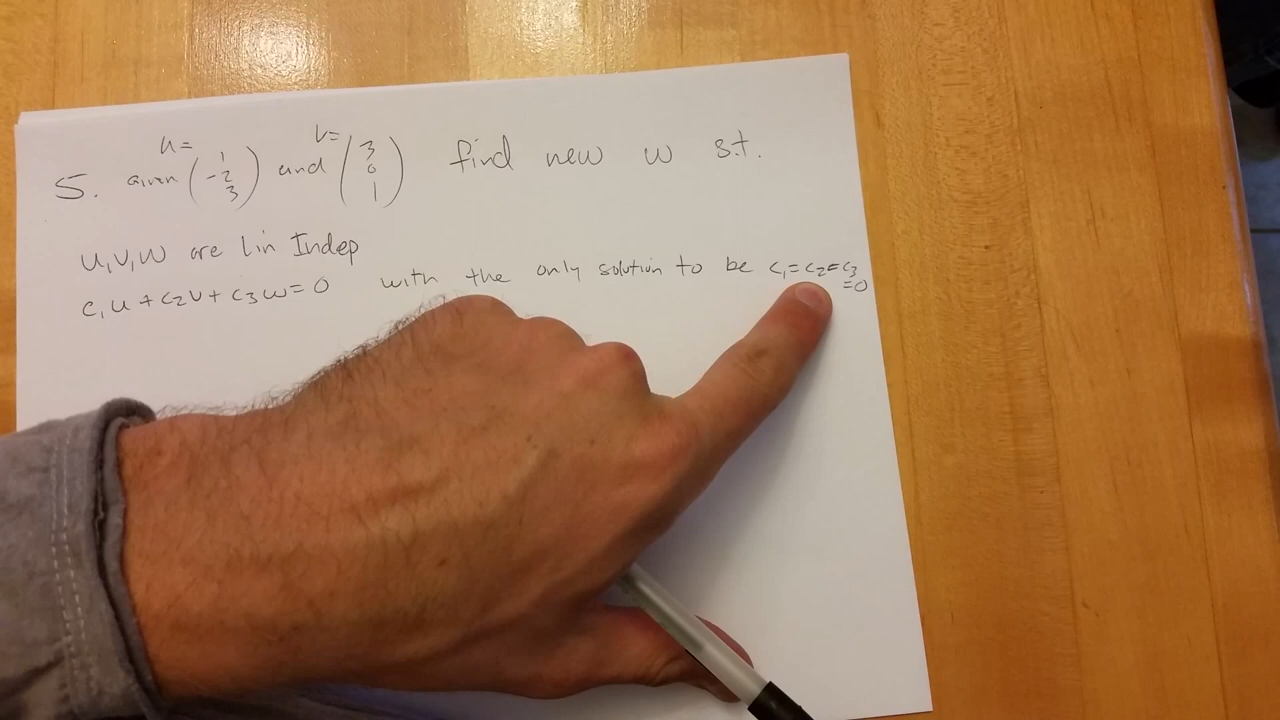 u= v=
5. given (1 -2 3) and (3 0 1) find new w s.t.
u,v,w are lin Indep
c₁u + c₂v + c₃w = 0 with the only solution to be c₁=c₂=c₃
=0